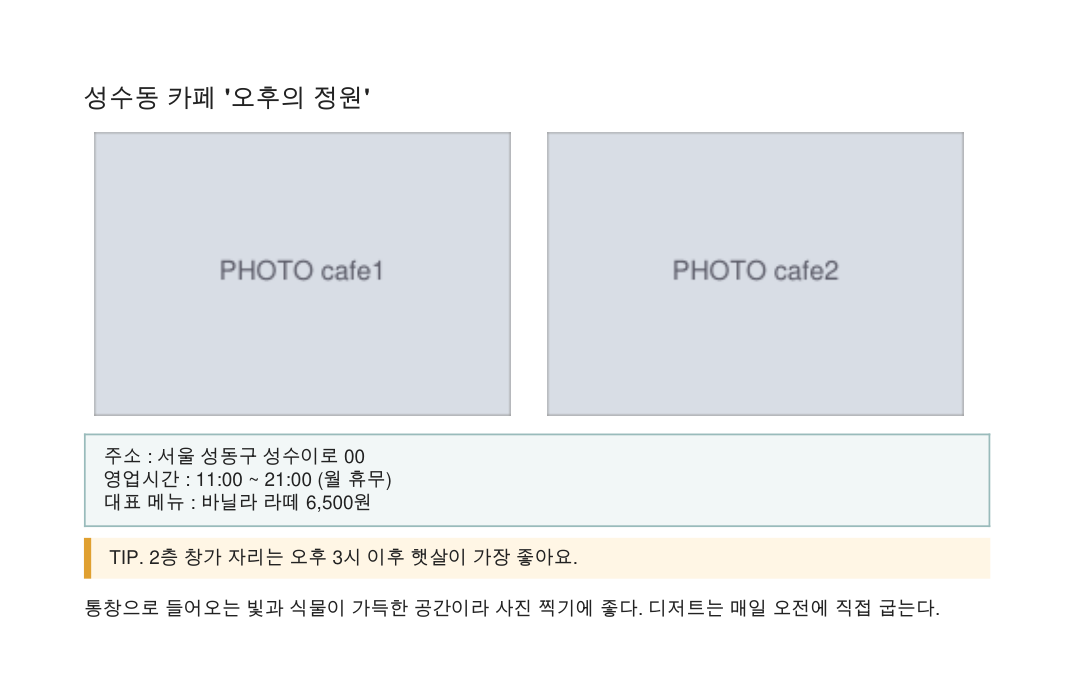 성수동 카페 '오후의 정원'
PHOTO cafe1
PHOTO cafe2
주소 : 서울 성동구 성수이로 00
영업시간 : 11:00 ~ 21:00 (월 휴무)
대표 메뉴 : 바닐라 라떼 6,500원
TIP. 2층 창가 자리는 오후 3시 이후 햇살이 가장 좋아요.
통창으로 들어오는 빛과 식물이 가득한 공간이라 사진 찍기에 좋다. 디저트는 매일 오전에 직접 굽는다.